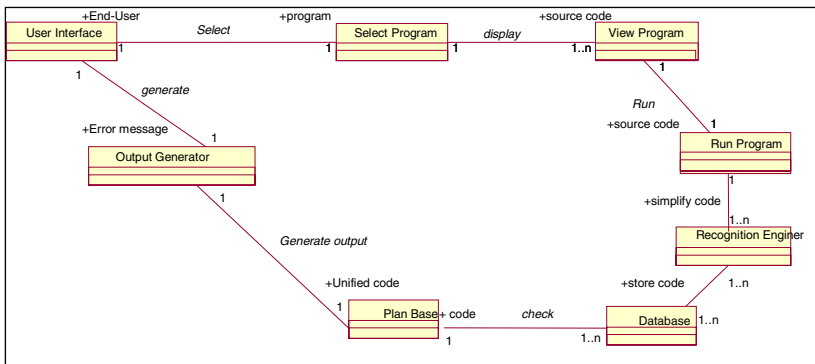 +End-User
+program
+source code
User Interface
Select
Select Program
display
View Program
1
1
1
1..n
1
1
generate
Run
+Error message
1
+source code
1
Output Generator
Run Program
1
1
+simplify code
1..n
Generate output
Recognition Enginer
+Unified code
+store code
1..n
1
Plan Base
+ code
check
Database
1..n
1
1..n